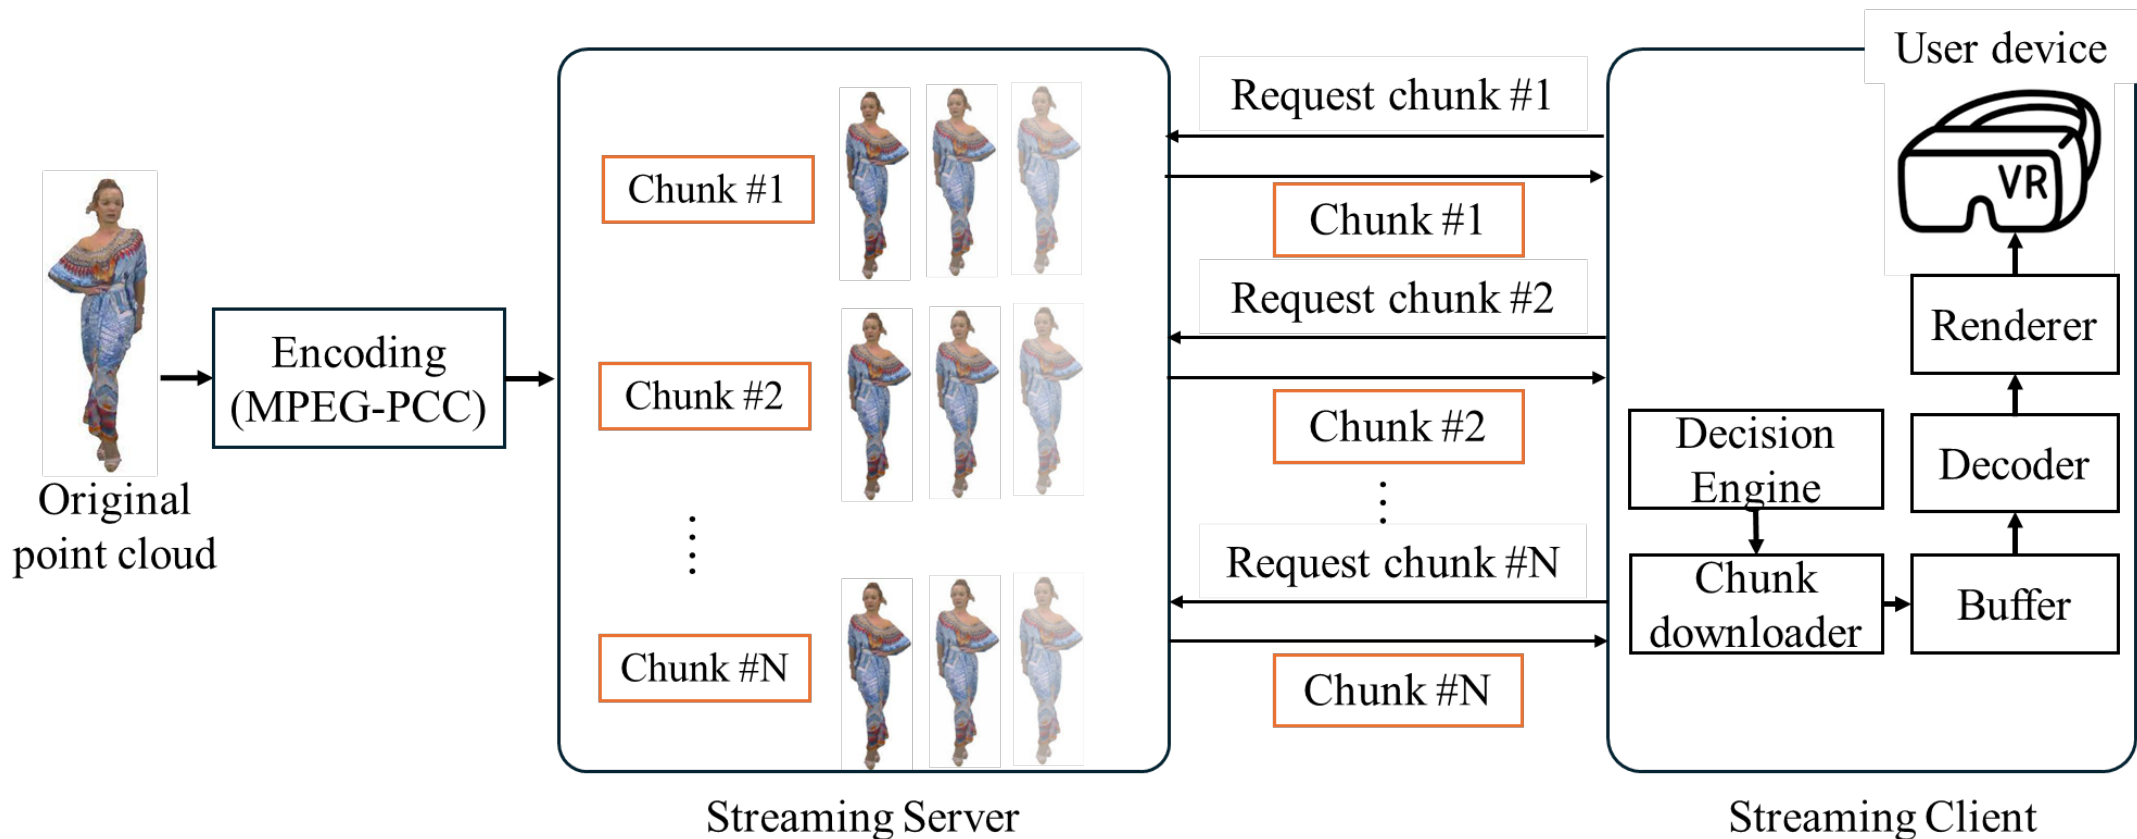 Original
point cloud
Encoding
(MPEG-PCC)
Chunk #1
Chunk #2
Chunk #N
Streaming Server
Request chunk #1
Chunk #1
Request chunk #2
Chunk #2
Request chunk #N
Chunk #N
User device
VR
Renderer
Decoder
Decision
Engine
Chunk
downloader
Buffer
Streaming Client